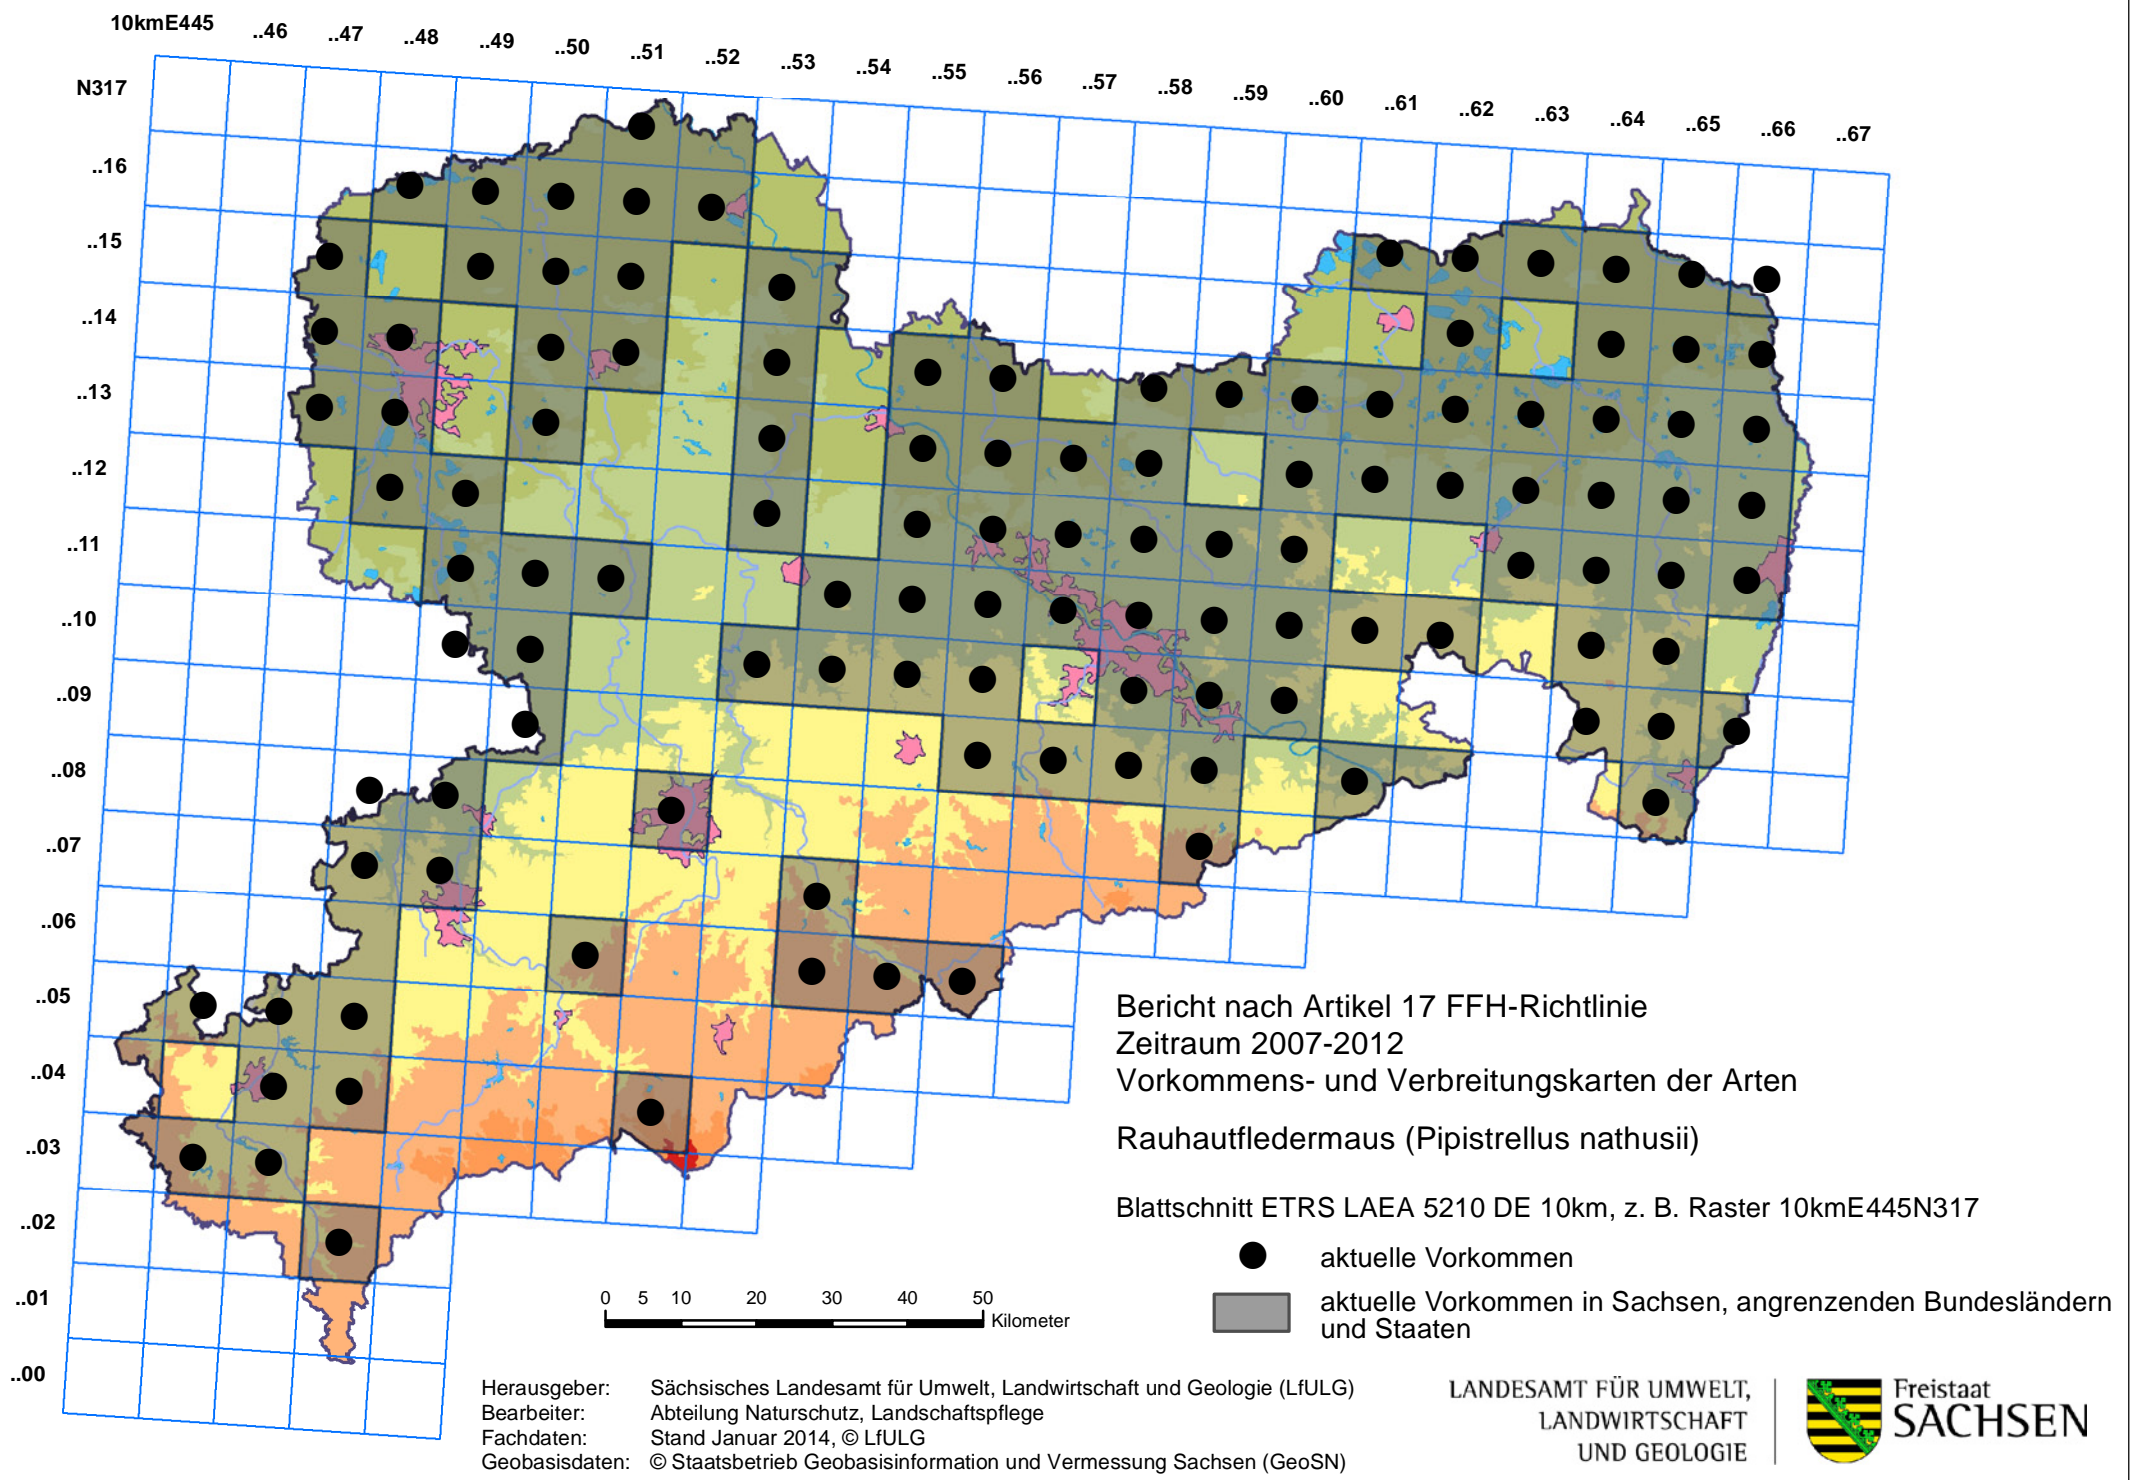 10kmE445 ..46 ..47 ..48 ..49 ..50 ..51 ..52 ..53 ..54 ..55 ..56 ..57 ..58 ..59 ..60 ..61 ..62 ..63 ..64 ..65 ..66 ..67
N317
..16
..15
..14
..13
..12
..11
..10
..09
..08
..07
..06
..05
..04
..03
..02
..01
..00
Bericht nach Artikel 17 FFH-Richtlinie
Zeitraum 2007-2012
Vorkommens- und Verbreitungskarten der Arten
Rauhautfledermaus (Pipistrellus nathusii)
Blattschnitt ETRS LAEA 5210 DE 10km, z. B. Raster 10kmE445N317
aktuelle Vorkommen
aktuelle Vorkommen in Sachsen, angrenzenden Bundesländern
und Staaten
0 5 10 20 30 40 50
Kilometer
Herausgeber: Sächsisches Landesamt für Umwelt, Landwirtschaft und Geologie (LfULG)
Bearbeiter: Abteilung Naturschutz, Landschaftspflege
Fachdaten: Stand Januar 2014, © LfULG
Geobasisdaten: © Staatsbetrieb Geobasisinformation und Vermessung Sachsen (GeoSN)
LANDESAMT FÜR UMWELT,
LANDWIRTSCHAFT
UND GEOLOGIE
Freistaat
SACHSEN